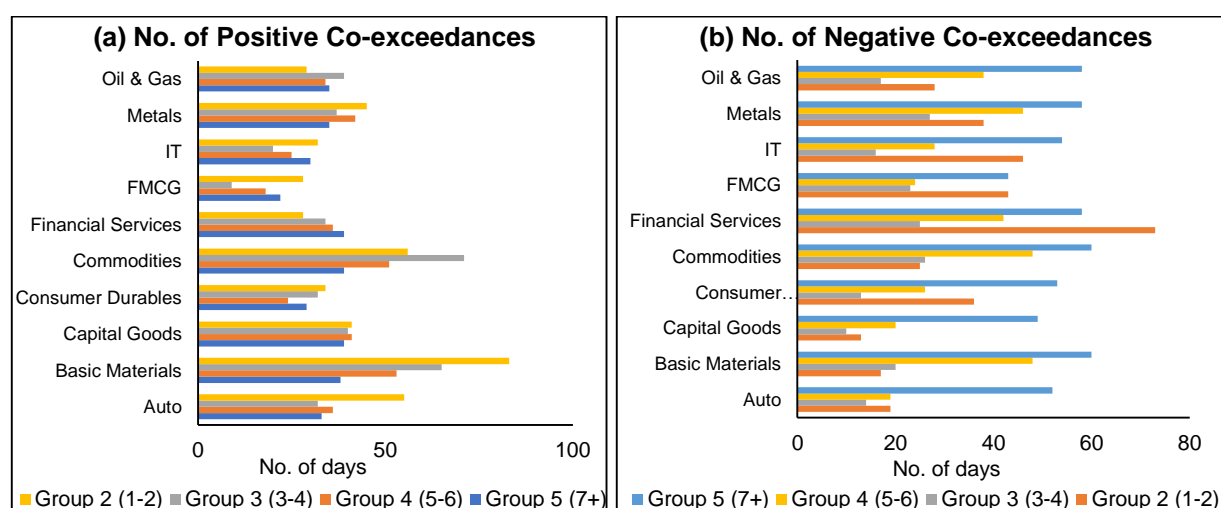 (a) No. of Positive Co-exceedances
Oil & Gas
Metals
IT
FMCG
Financial Services
Commodities
Consumer Durables
Capital Goods
Basic Materials
Auto
0 50 100
No. of days
Group 2 (1-2) Group 3 (3-4) Group 4 (5-6) Group 5 (7+)
(b) No. of Negative Co-exceedances
Oil & Gas
Metals
IT
FMCG
Financial Services
Commodities
Consumer…
Capital Goods
Basic Materials
Auto
0 20 40 60 80
No. of days
Group 5 (7+) Group 4 (5-6) Group 3 (3-4) Group 2 (1-2)